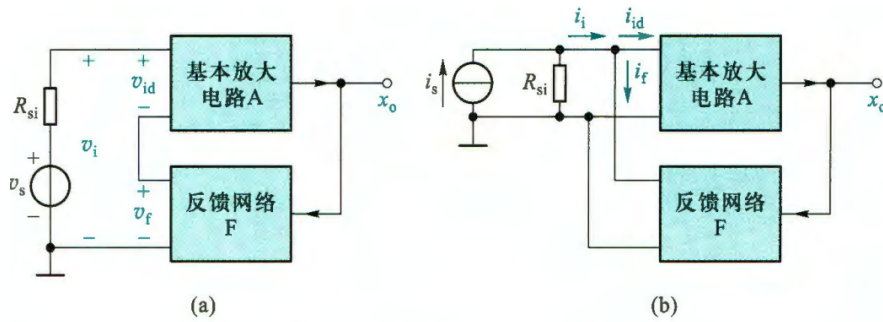 + + 基本放大
v_id 电路A
R_si −
x_o
+ v_i
v_s +
− v_f 反馈网络
− − F
(a)
i_i i_id
i_f 基本放大
i_s R_si 电路A
x_o
反馈网络
F
(b)